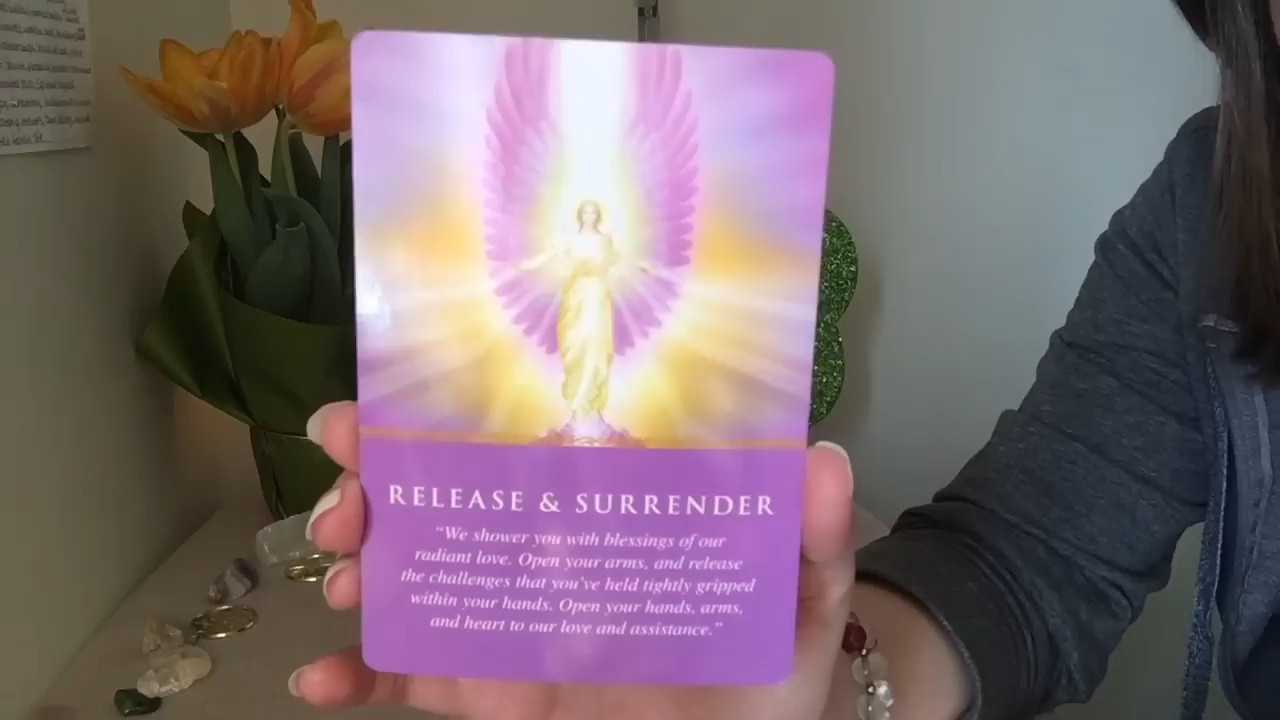 RELEASE & SURRENDER
"We shower you with blessings of our
radiant love. Open your arms, and release
the challenges that you've held tightly gripped
within your hands. Open your hands, arms,
and heart to our love and assistance."